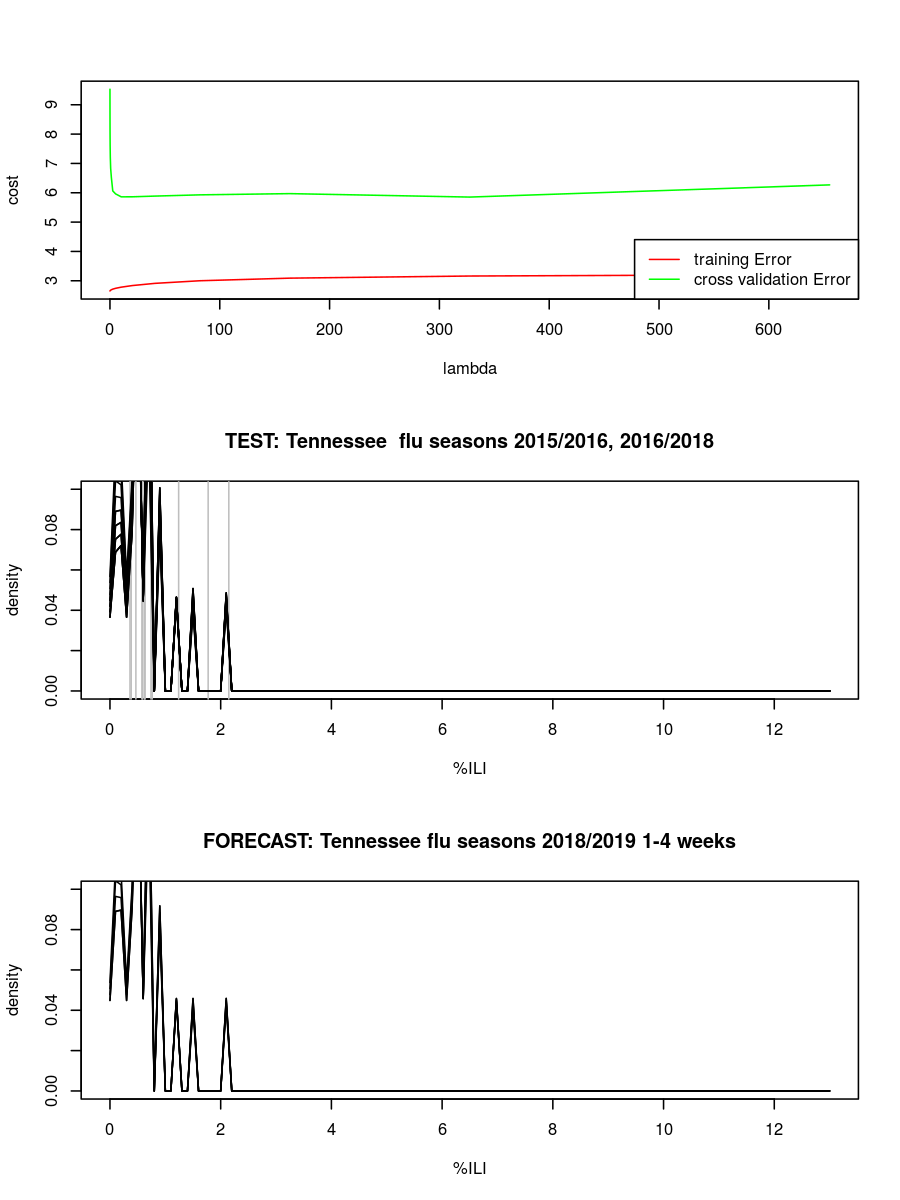 cost
9
8
7
6
5
4
3
training Error
cross validation Error
0 100 200 300 400 500 600
lambda
TEST: Tennessee  flu seasons 2015/2016, 2016/2018
density
0.08
0.04
0.00
0 2 4 6 8 10 12
%ILI
FORECAST: Tennessee flu seasons 2018/2019 1-4 weeks
density
0.08
0.04
0.00
0 2 4 6 8 10 12
%ILI